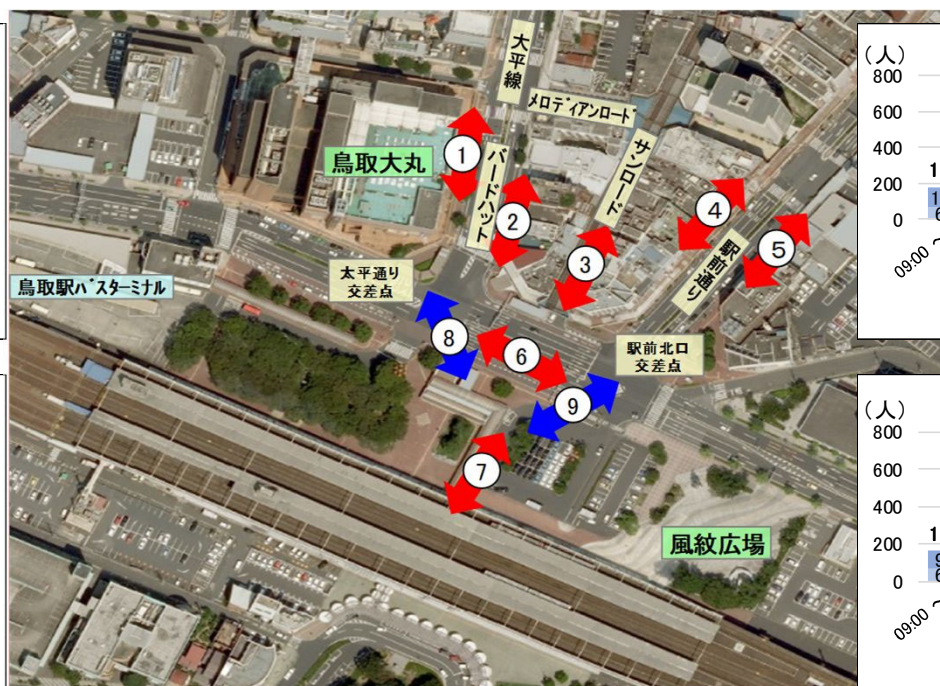 大平線
メロディアンロード
サンロード
鳥取大丸
バードハット
駅前通り
太平通り
交差点
鳥取駅バスターミナル
駅前北口
交差点
風紋広場
1
2
3
4
5
6
7
8
9
（人）
800
600
400
200
0
09:00
（人）
800
600
400
200
0
09:00